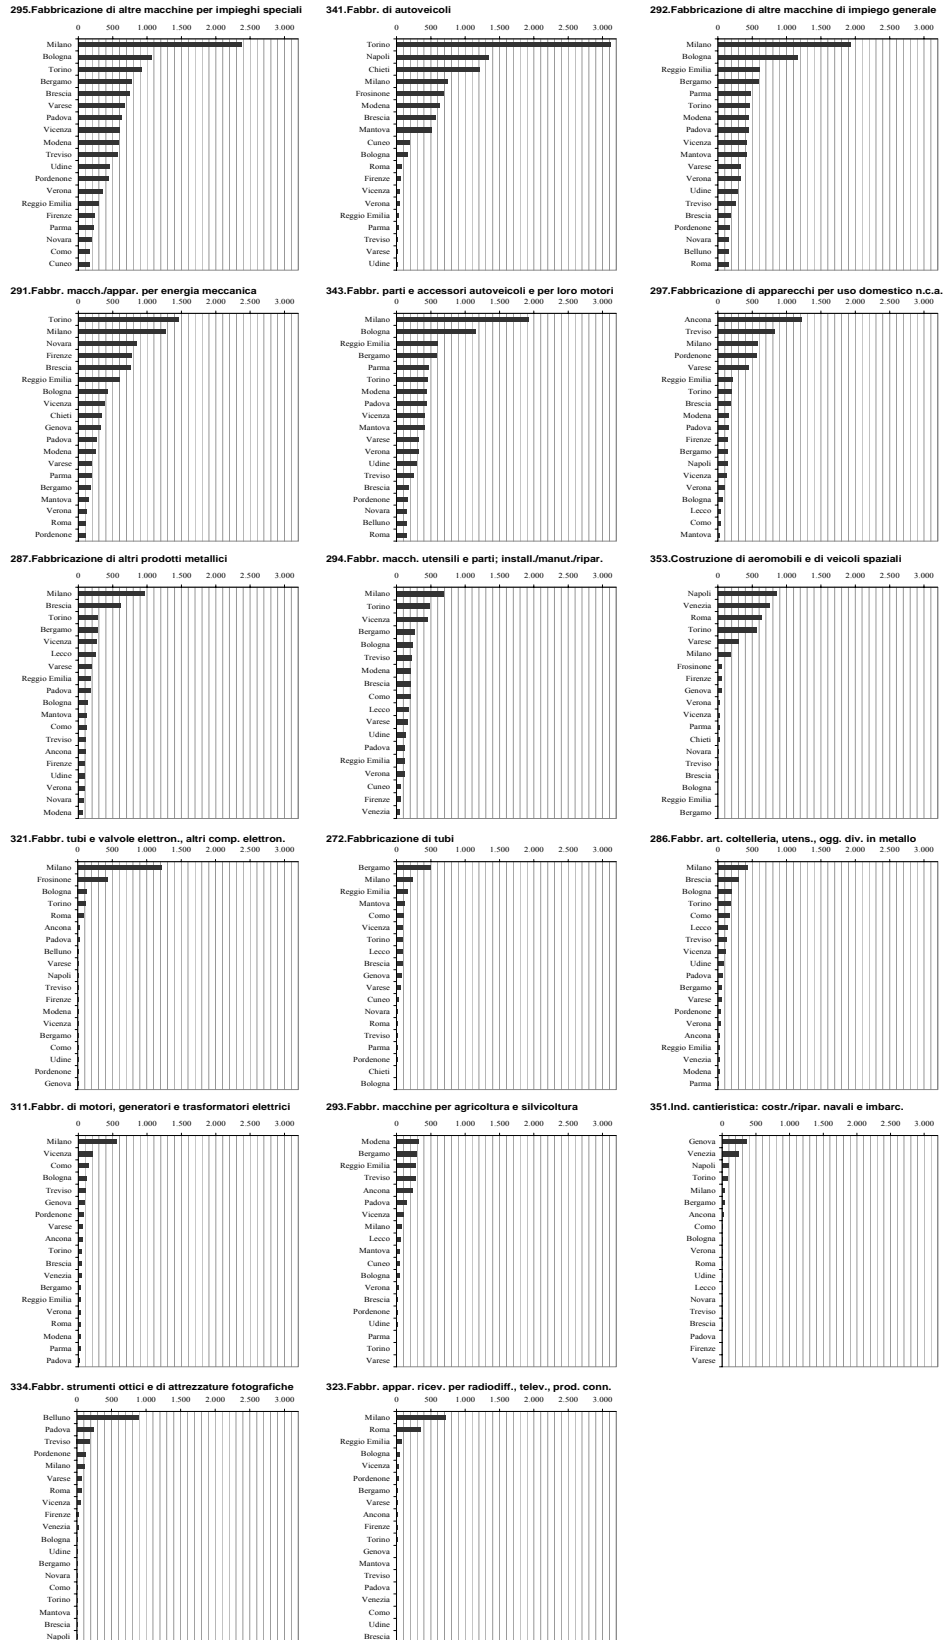 295.Fabbricazione di altre macchine per impieghi speciali
0 500 1.000 1.500 2.000 2.500 3.000
Milano
Bologna
Torino
Bergamo
Brescia
Varese
Padova
Vicenza
Modena
Treviso
Udine
Pordenone
Verona
Reggio Emilia
Firenze
Parma
Novara
Como
Cuneo
341.Fabbr. di autoveicoli
0 500 1.000 1.500 2.000 2.500 3.000
Torino
Napoli
Chieti
Milano
Frosinone
Modena
Brescia
Mantova
Cuneo
Bologna
Roma
Firenze
Vicenza
Verona
Reggio Emilia
Parma
Treviso
Varese
Udine
292.Fabbricazione di altre macchine di impiego generale
0 500 1.000 1.500 2.000 2.500 3.000
Milano
Bologna
Reggio Emilia
Bergamo
Parma
Torino
Modena
Padova
Vicenza
Mantova
Varese
Verona
Udine
Treviso
Brescia
Pordenone
Novara
Belluno
Roma
291.Fabbr. macch./appar. per energia meccanica
0 500 1.000 1.500 2.000 2.500 3.000
Torino
Milano
Novara
Firenze
Brescia
Reggio Emilia
Bologna
Vicenza
Chieti
Genova
Padova
Modena
Varese
Parma
Bergamo
Mantova
Verona
Roma
Pordenone
343.Fabbr. parti e accessori autoveicoli e per loro motori
0 500 1.000 1.500 2.000 2.500 3.000
Milano
Bologna
Reggio Emilia
Bergamo
Parma
Torino
Modena
Padova
Vicenza
Mantova
Varese
Verona
Udine
Treviso
Brescia
Pordenone
Novara
Belluno
Roma
297.Fabbricazione di apparecchi per uso domestico n.c.a.
0 500 1.000 1.500 2.000 2.500 3.000
Ancona
Treviso
Milano
Pordenone
Varese
Reggio Emilia
Torino
Brescia
Modena
Padova
Firenze
Bergamo
Napoli
Vicenza
Verona
Bologna
Lecco
Como
Mantova
287.Fabbricazione di altri prodotti metallici
0 500 1.000 1.500 2.000 2.500 3.000
Milano
Brescia
Torino
Bergamo
Vicenza
Lecco
Varese
Reggio Emilia
Padova
Bologna
Mantova
Como
Treviso
Ancona
Firenze
Udine
Verona
Novara
Modena
294.Fabbr. macch. utensili e parti; install./manut./ripar.
0 500 1.000 1.500 2.000 2.500 3.000
Milano
Torino
Vicenza
Bergamo
Bologna
Treviso
Modena
Brescia
Como
Lecco
Varese
Udine
Padova
Reggio Emilia
Verona
Cuneo
Firenze
Venezia
353.Costruzione di aeromobili e di veicoli spaziali
0 500 1.000 1.500 2.000 2.500 3.000
Napoli
Venezia
Roma
Torino
Varese
Milano
Frosinone
Firenze
Genova
Verona
Vicenza
Parma
Chieti
Novara
Treviso
Brescia
Bologna
Reggio Emilia
Bergamo
321.Fabbr. tubi e valvole elettron., altri comp. elettron.
0 500 1.000 1.500 2.000 2.500 3.000
Milano
Frosinone
Bologna
Torino
Roma
Ancona
Padova
Belluno
Varese
Napoli
Treviso
Firenze
Modena
Vicenza
Bergamo
Como
Udine
Pordenone
Genova
272.Fabbricazione di tubi
0 500 1.000 1.500 2.000 2.500 3.000
Bergamo
Milano
Reggio Emilia
Mantova
Como
Vicenza
Torino
Lecco
Brescia
Genova
Varese
Cuneo
Novara
Roma
Treviso
Parma
Pordenone
Chieti
Bologna
286.Fabbr. art. coltelleria, utens., ogg. div. in metallo
0 500 1.000 1.500 2.000 2.500 3.000
Milano
Brescia
Bologna
Torino
Como
Lecco
Treviso
Vicenza
Udine
Padova
Bergamo
Varese
Pordenone
Verona
Ancona
Reggio Emilia
Venezia
Modena
Parma
311.Fabbr. di motori, generatori e trasformatori elettrici
0 500 1.000 1.500 2.000 2.500 3.000
Milano
Vicenza
Como
Bologna
Treviso
Genova
Pordenone
Varese
Ancona
Torino
Brescia
Venezia
Bergamo
Reggio Emilia
Verona
Roma
Modena
Parma
Padova
293.Fabbr. macchine per agricoltura e silvicoltura
0 500 1.000 1.500 2.000 2.500 3.000
Modena
Bergamo
Reggio Emilia
Treviso
Ancona
Padova
Vicenza
Milano
Lecco
Mantova
Cuneo
Bologna
Verona
Brescia
Pordenone
Udine
Parma
Torino
Varese
351.Ind. cantieristica: costr./ripar. navali e imbarc.
0 500 1.000 1.500 2.000 2.500 3.000
Genova
Venezia
Napoli
Torino
Milano
Bergamo
Ancona
Como
Bologna
Verona
Roma
Udine
Lecco
Novara
Treviso
Brescia
Padova
Firenze
Varese
334.Fabbr. strumenti ottici e di attrezzature fotografiche
0 500 1.000 1.500 2.000 2.500 3.000
Belluno
Padova
Treviso
Pordenone
Milano
Varese
Roma
Vicenza
Firenze
Venezia
Bologna
Udine
Bergamo
Novara
Como
Torino
Mantova
Brescia
Napoli
323.Fabbr. appar. ricev. per radiodiff., telev., prod. conn.
0 500 1.000 1.500 2.000 2.500 3.000
Milano
Roma
Reggio Emilia
Bologna
Vicenza
Pordenone
Bergamo
Varese
Ancona
Firenze
Torino
Genova
Mantova
Treviso
Padova
Venezia
Como
Udine
Brescia